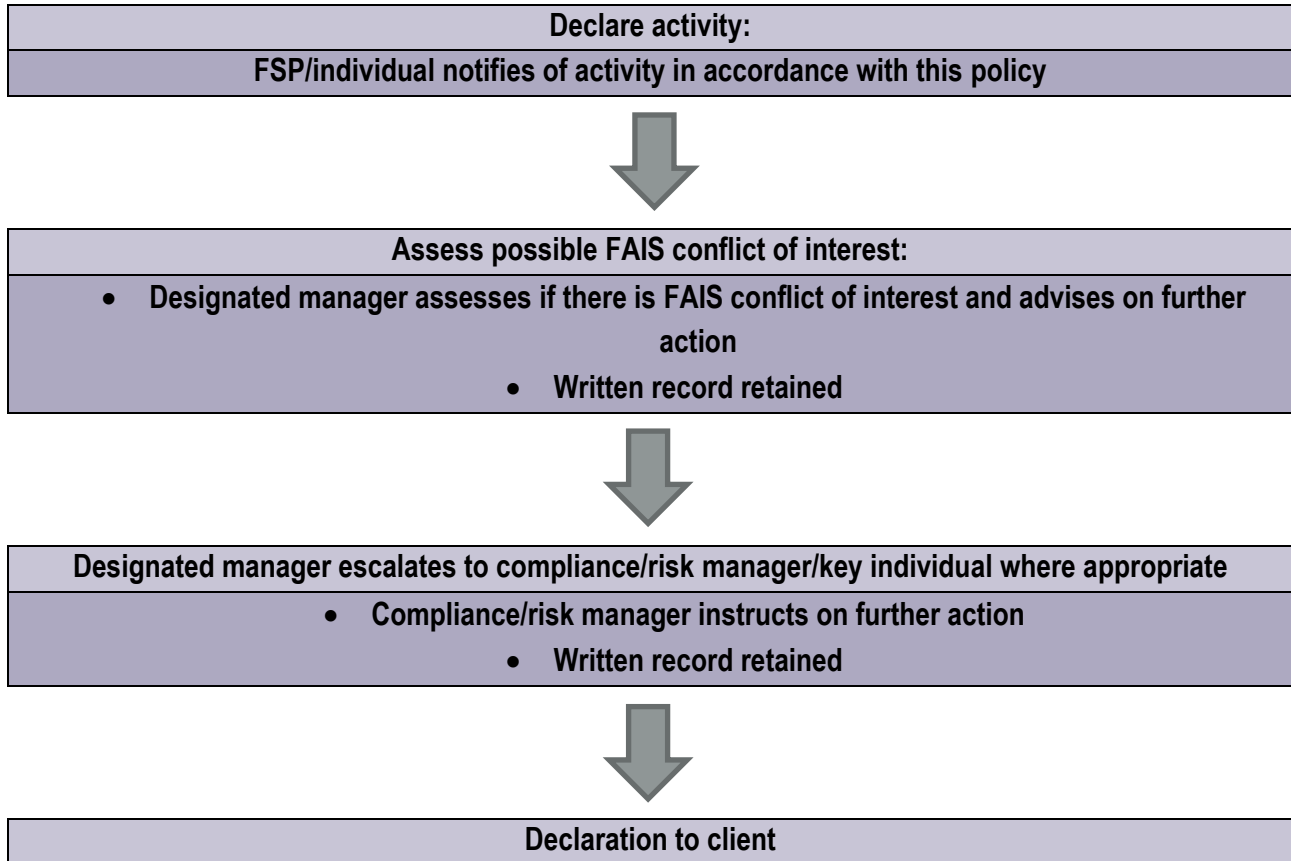 Declare activity:
FSP/individual notifies of activity in accordance with this policy
Assess possible FAIS conflict of interest:
• Designated manager assesses if there is FAIS conflict of interest and advises on further
action
• Written record retained
Designated manager escalates to compliance/risk manager/key individual where appropriate
• Compliance/risk manager instructs on further action
• Written record retained
Declaration to client